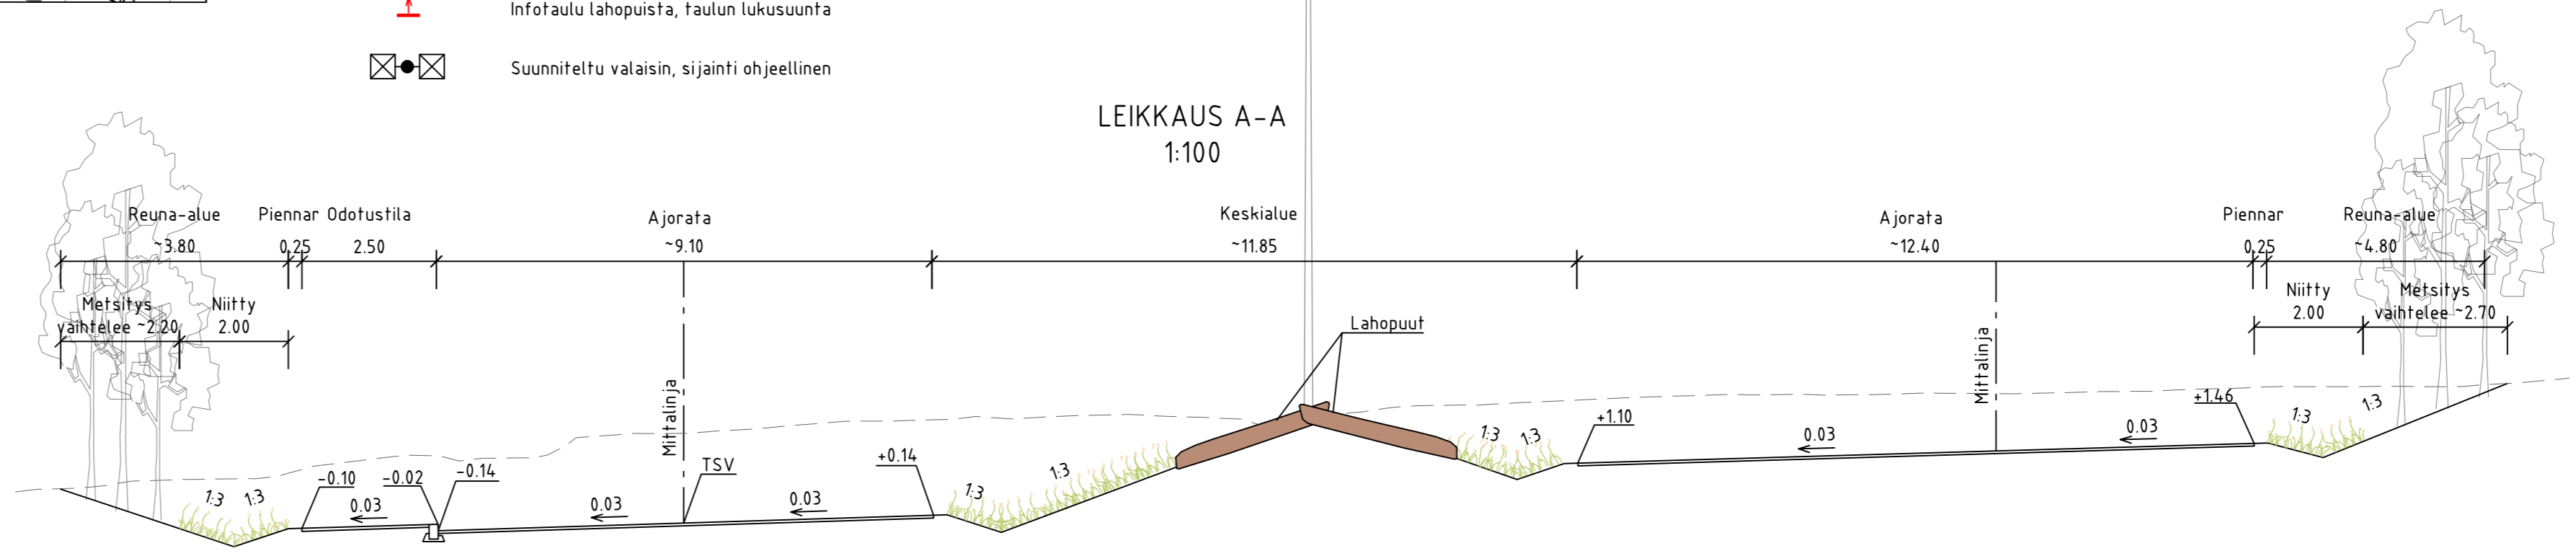 Infotaulu lahopuista, taulun lukusuunta
Suunniteltu valaisin, sijainti ohjeellinen
LEIKKAUS A-A
1:100
Reuna-alue Piennar Odotustila Ajorata Keskialue Ajorata Piennar Reuna-alue
~3.80 0.25 2.50 ~9.10 ~11.85 ~12.40 0.25 ~4.80
Metsitys Niitty Niitty Metsitys
vaihtelee ~2.20 2.00 2.00 vaihtelee ~2.70
Lahopuut
Mittalinja
Mittalinja
+1.46
+1.10
1:3 1:3
1:3 1:3
0.03 0.03
+0.14
TSV
1:3 1:3
-0.10 -0.02 -0.14
1:3 1:3
0.03 0.03 0.03